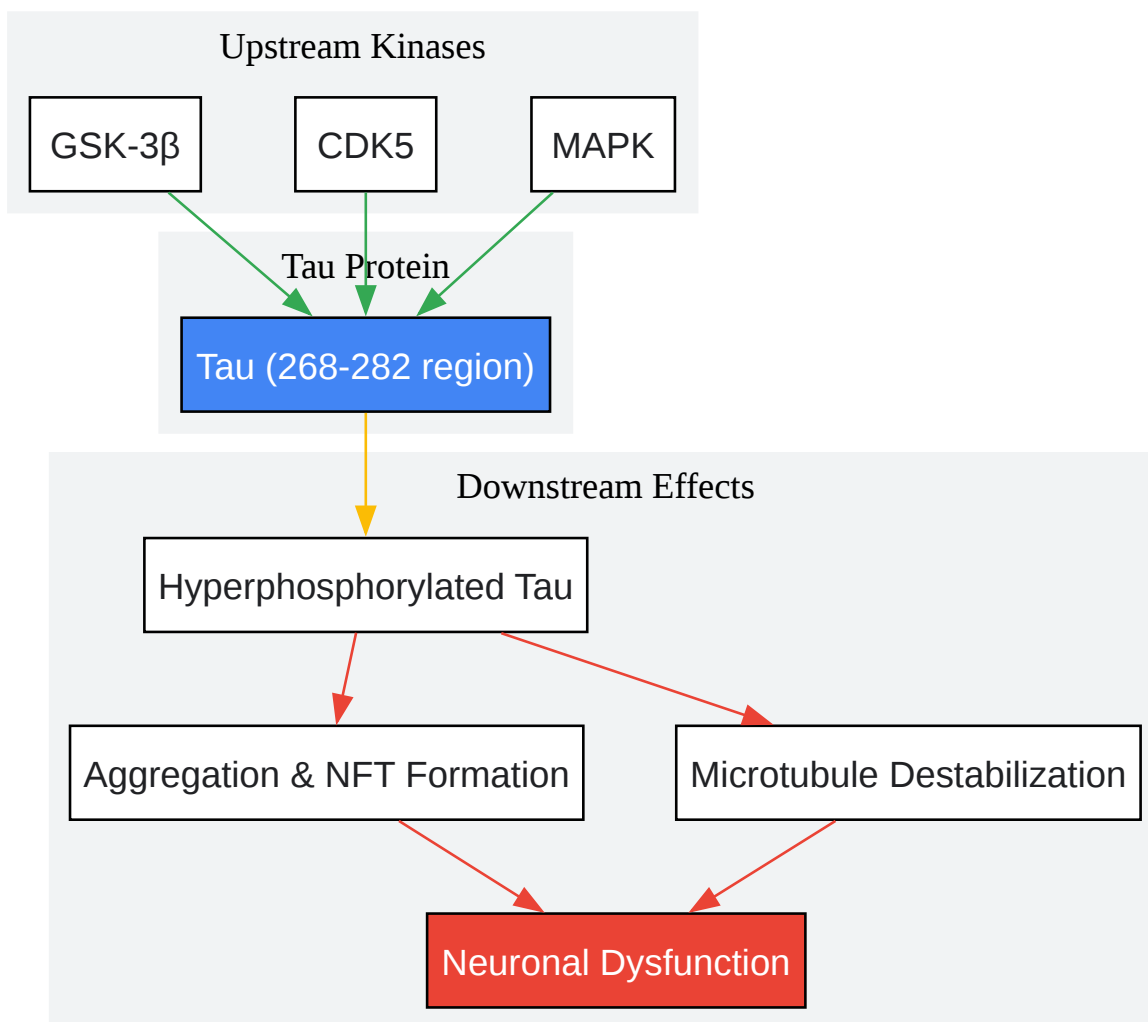 Upstream Kinases
GSK-3β
CDK5
MAPK
Tau Protein
Tau (268-282 region)
Downstream Effects
Hyperphosphorylated Tau
Aggregation & NFT Formation
Microtubule Destabilization
Neuronal Dysfunction